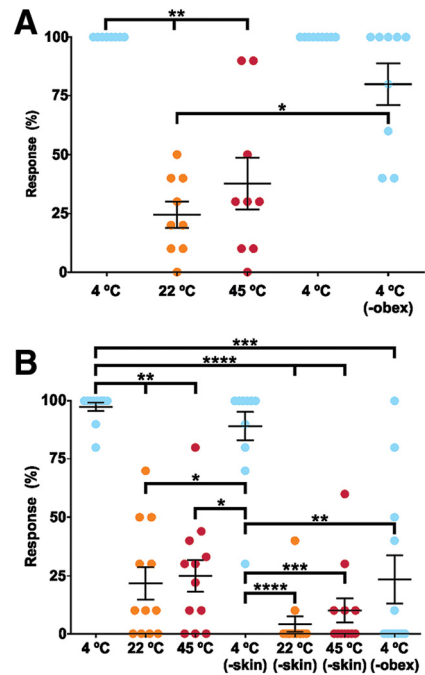 A
**
100
75
50
25
0
Response (%)
*
4 ºC
22 ºC
45 ºC
4 ºC
4 ºC
(-obex)
B
***
****
**
100
75
50
25
0
Response (%)
*
*
**
***
****
4 ºC
22 ºC
45 ºC
4 ºC
(-skin)
22 ºC
(-skin)
45 ºC
(-skin)
4 ºC
(-obex)